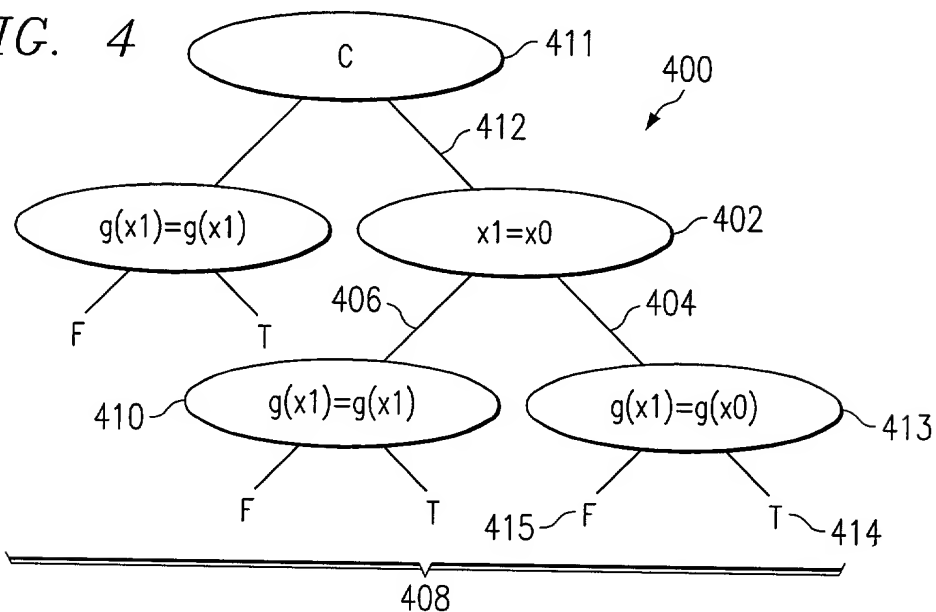 IG. 4
C
411
400
412
g(x1)=g(x1)
x1=x0
402
406
404
F
T
410
g(x1)=g(x1)
g(x1)=g(x0)
413
F
T
415
F
T
414
408